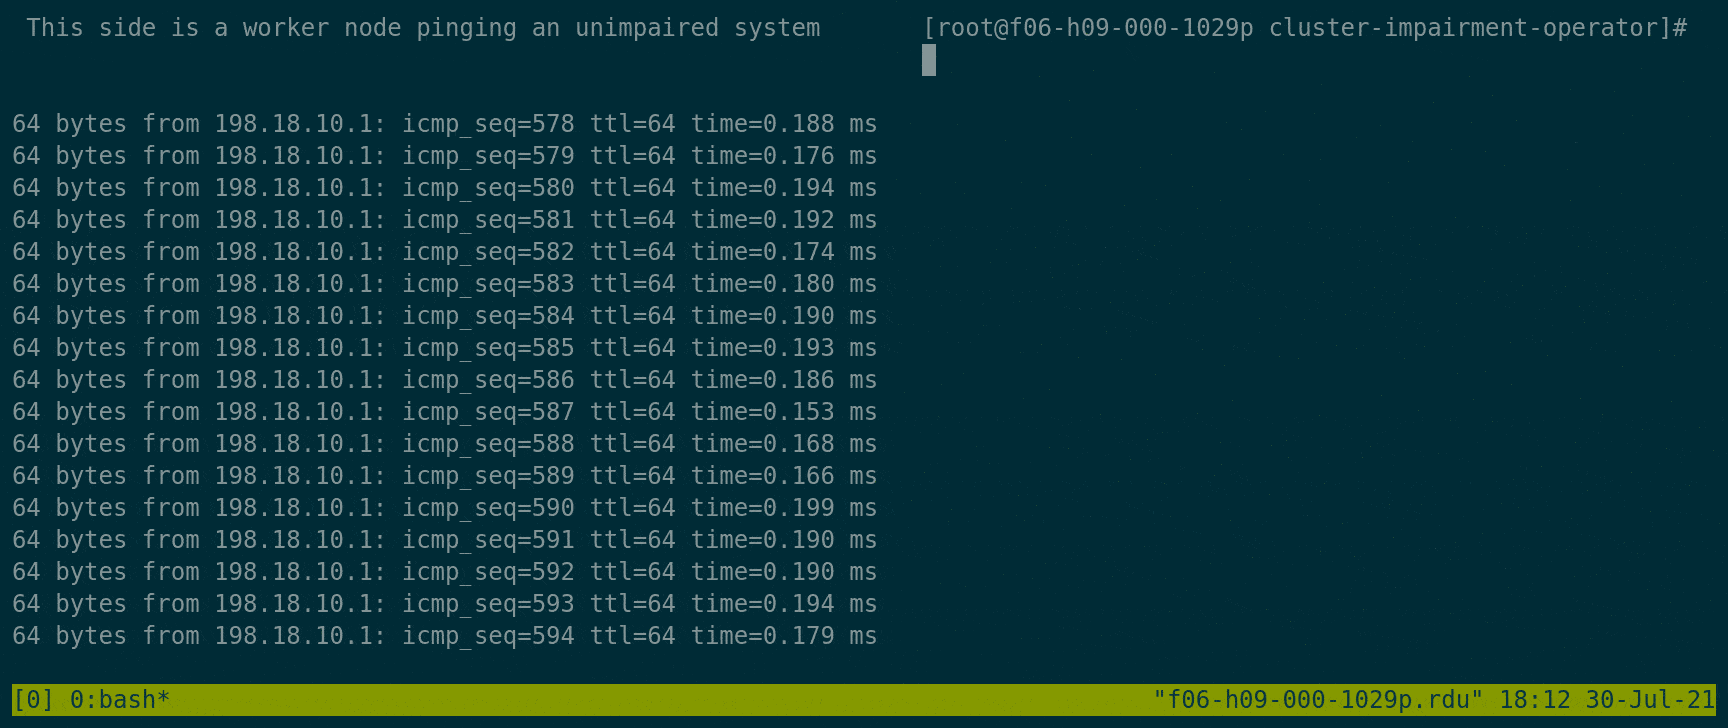 This side is a worker node pinging an unimpaired system
64 bytes from 198.18.10.1: icmp_seq=578 ttl=64 time=0.188 ms
64 bytes from 198.18.10.1: icmp_seq=579 ttl=64 time=0.176 ms
64 bytes from 198.18.10.1: icmp_seq=580 ttl=64 time=0.194 ms
64 bytes from 198.18.10.1: icmp_seq=581 ttl=64 time=0.192 ms
64 bytes from 198.18.10.1: icmp_seq=582 ttl=64 time=0.174 ms
64 bytes from 198.18.10.1: icmp_seq=583 ttl=64 time=0.180 ms
64 bytes from 198.18.10.1: icmp_seq=584 ttl=64 time=0.190 ms
64 bytes from 198.18.10.1: icmp_seq=585 ttl=64 time=0.193 ms
64 bytes from 198.18.10.1: icmp_seq=586 ttl=64 time=0.186 ms
64 bytes from 198.18.10.1: icmp_seq=587 ttl=64 time=0.153 ms
64 bytes from 198.18.10.1: icmp_seq=588 ttl=64 time=0.168 ms
64 bytes from 198.18.10.1: icmp_seq=589 ttl=64 time=0.166 ms
64 bytes from 198.18.10.1: icmp_seq=590 ttl=64 time=0.199 ms
64 bytes from 198.18.10.1: icmp_seq=591 ttl=64 time=0.190 ms
64 bytes from 198.18.10.1: icmp_seq=592 ttl=64 time=0.190 ms
64 bytes from 198.18.10.1: icmp_seq=593 ttl=64 time=0.194 ms
64 bytes from 198.18.10.1: icmp_seq=594 ttl=64 time=0.179 ms
[root@f06-h09-000-1029p cluster-impairment-operator]#
[0] 0:bash* "f06-h09-000-1029p.rdu" 18:12 30-Jul-21